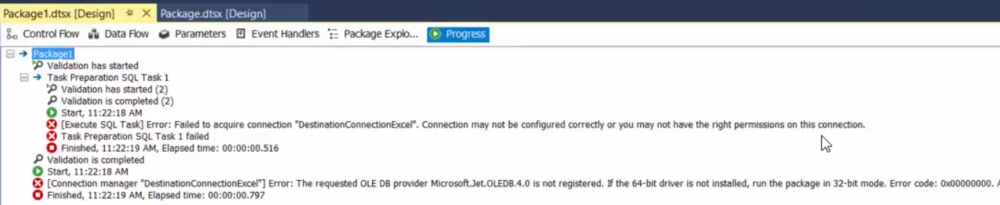 Package1.dtsx [Design] Package.dtsx [Design]
Control Flow Data Flow Parameters Event Handlers Package Explo... Progress
Package1
Validation has started
Task Preparation SQL Task 1
Validation has started (2)
Validation is completed (2)
Start, 11:22:18 AM
[Execute SQL Task] Error: Failed to acquire connection "DestinationConnectionExcel". Connection may not be configured correctly or you may not have the right permissions on this connection.
Task Preparation SQL Task 1 failed
Finished, 11:22:19 AM, Elapsed time: 00:00:00.516
Validation is completed
Start, 11:22:18 AM
[Connection manager "DestinationConnectionExcel"] Error: The requested OLE DB provider Microsoft.Jet.OLEDB.4.0 is not registered. If the 64-bit driver is not installed, run the package in 32-bit mode. Error code: 0x00000000.
Finished, 11:22:19 AM, Elapsed time: 00:00:00.797